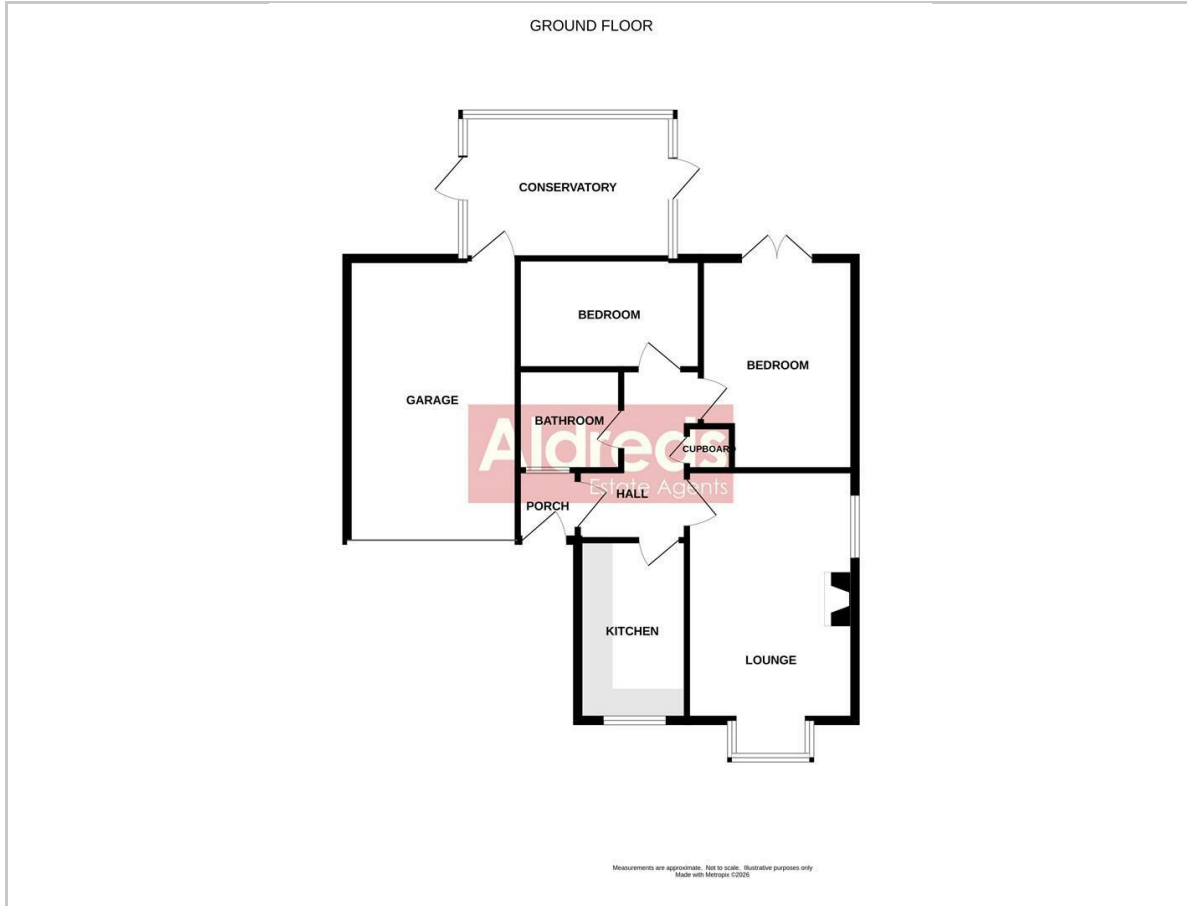 GROUND FLOOR
CONSERVATORY
BEDROOM
BEDROOM
GARAGE
BATHROOM
Aldreds
CUPBOARD
Estate Agents
HALL
PORCH
KITCHEN
LOUNGE
Measurements are approximate. Not to scale. Illustrative purposes only
Made with Metropix ©2026